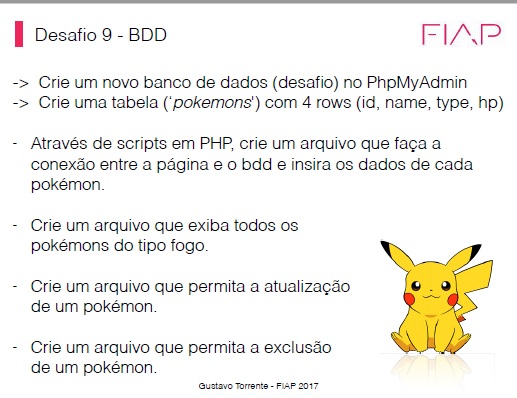 Desafio 9 - BDD
FIAP
-> Crie um novo banco de dados (desafio) no PhpMyAdmin
-> Crie uma tabela ('pokemons') com 4 rows (id, name, type, hp)
- Através de scripts em PHP, crie um arquivo que faça a
conexão entre a página e o bdd e insira os dados de cada
pokémon.
- Crie um arquivo que exiba todos os
pokémons do tipo fogo.
- Crie um arquivo que permita a atualização
de um pokémon.
- Crie um arquivo que permita a exclusão
de um pokémon.
Gustavo Torrente - FIAP 2017